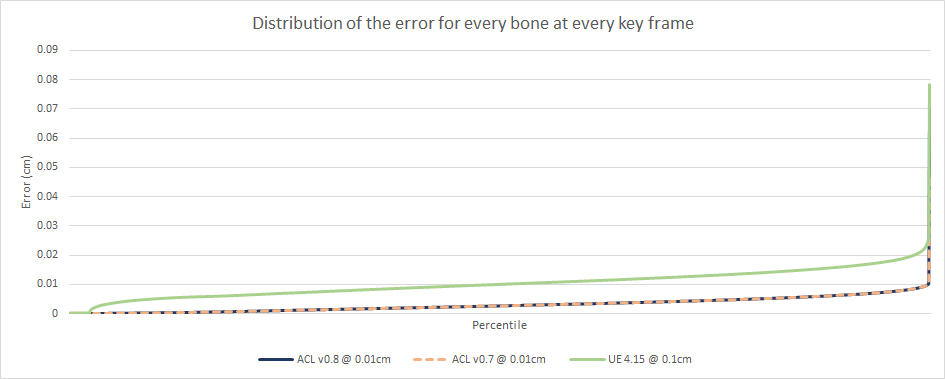 Distribution of the error for every bone at every key frame
0.09
0.08
0.07
0.06
0.05
0.04
0.03
0.02
0.01
0
Error (cm)
Percentile
ACL v0.8 @ 0.01cm ACL v0.7 @ 0.01cm UE 4.15 @ 0.1cm